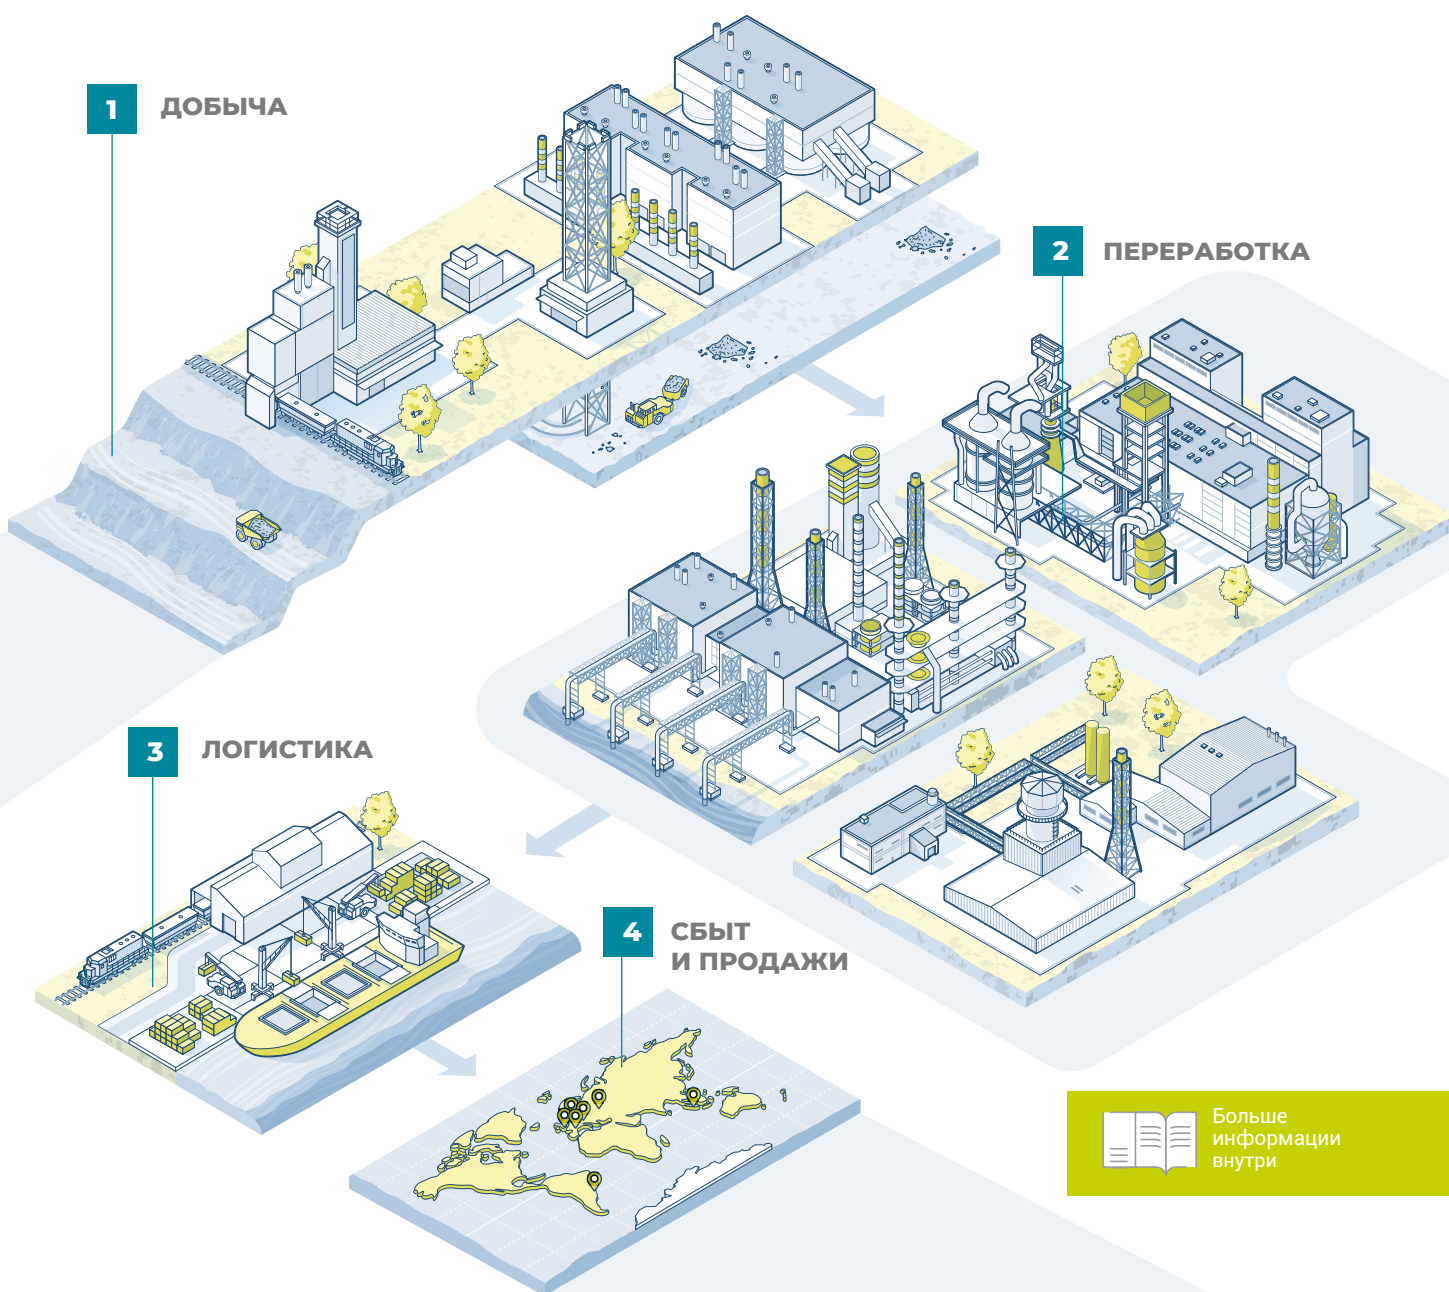 1 ДОБЫЧА
2 ПЕРЕРАБОТКА
3 ЛОГИСТИКА
4 СБЫТ
И ПРОДАЖИ
Больше
информации
внутри